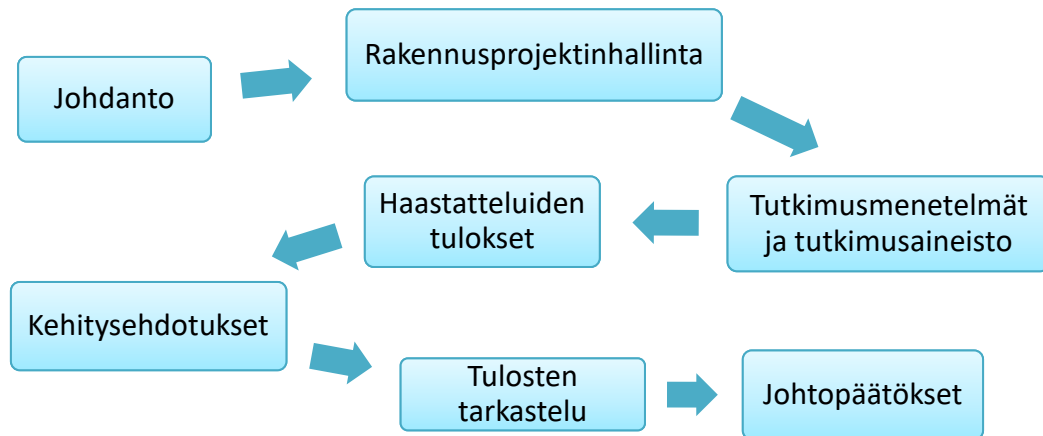 Johdanto
Rakennusprojektinhallinta
Tutkimusmenetelmät
ja tutkimusaineisto
Haastatteluiden
tulokset
Kehitysehdotukset
Tulosten
tarkastelu
Johtopäätökset